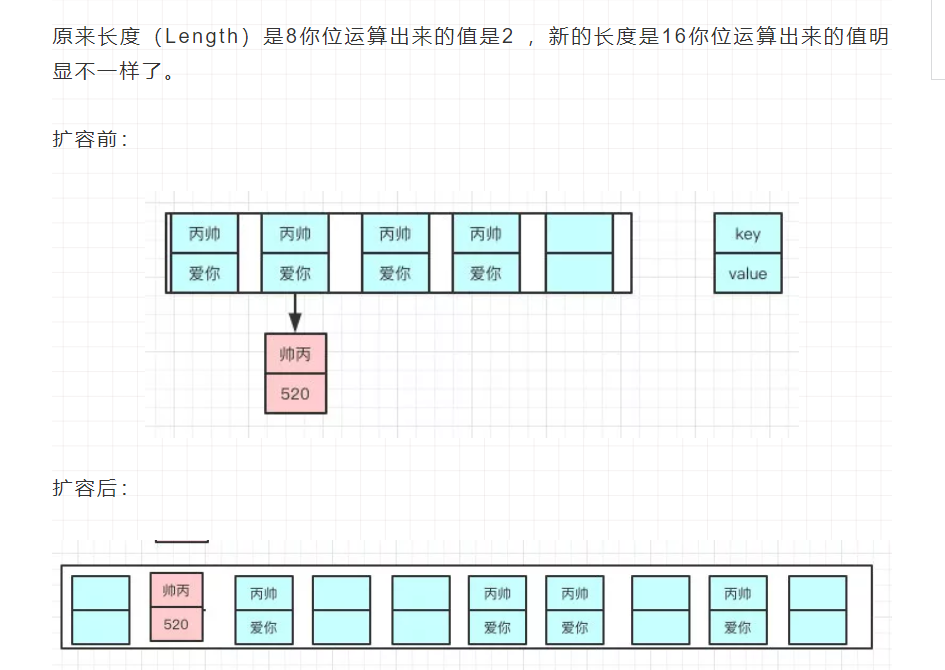 原来长度（Length）是8你位运算出来的值是2 ，新的长度是16你位运算出来的值明
显不一样了。
扩容前：
丙帅 丙帅 丙帅 丙帅 key
爱你 爱你 爱你 爱你 value
帅丙
520
扩容后：
帅丙 丙帅 丙帅 丙帅 丙帅
520 爱你 爱你 爱你 爱你